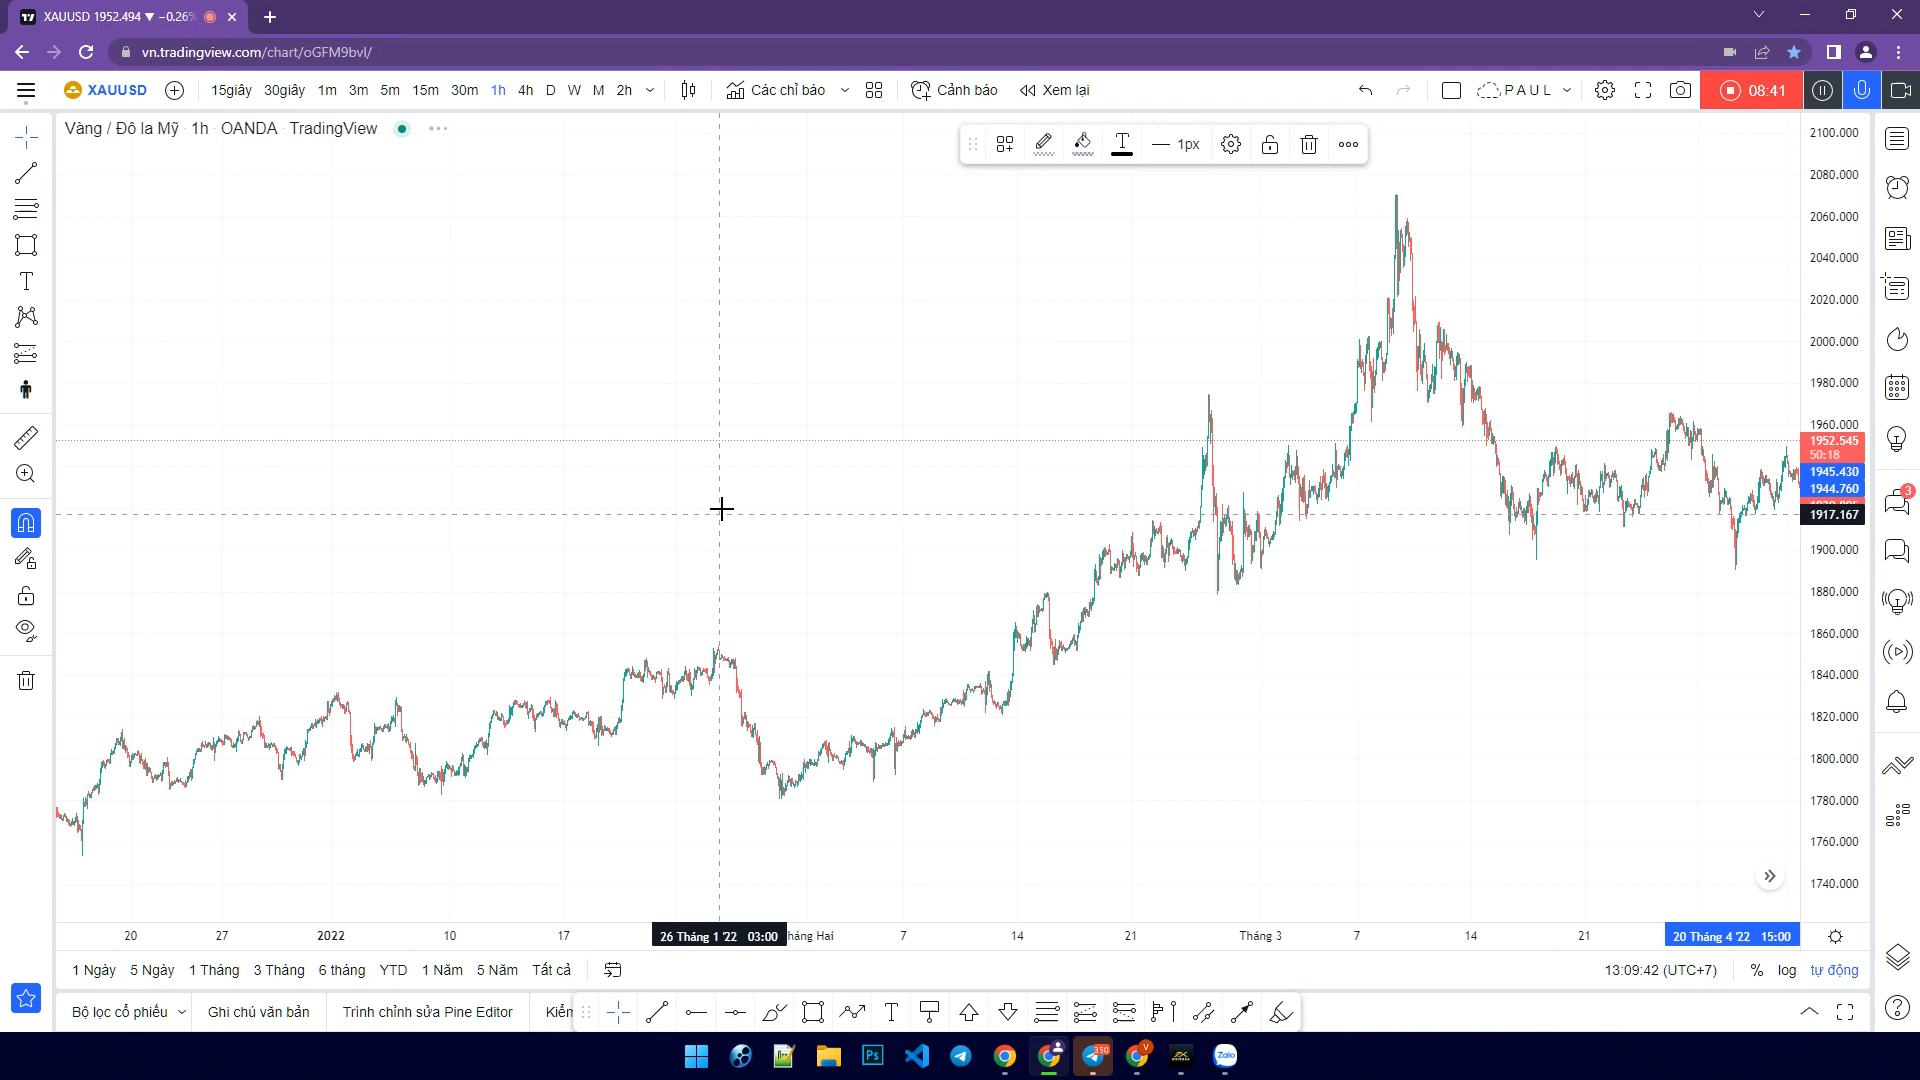 XAUUSD 1952.494 ▼ −0.26%
vn.tradingview.com/chart/oGFM9bvI/
XAUUSD 15giây 30giây 1m 3m 5m 15m 30m 1h 4h D W M 2h Các chỉ báo Cảnh báo Xem lại PAUL 08:41
Vàng / Đô la Mỹ · 1h · OANDA · TradingView
1px
2100.000
2080.000
2060.000
2040.000
2020.000
2000.000
1980.000
1960.000
1952.545
50:18
1945.430
1944.760
1917.167
1900.000
1880.000
1860.000
1840.000
1820.000
1800.000
1780.000
1760.000
1740.000
3
20 27 2022 10 17 26 Tháng 1 '22 03:00 háng Hai 7 14 21 Tháng 3 7 14 21 20 Tháng 4 '22 15:00
1 Ngày 5 Ngày 1 Tháng 3 Tháng 6 tháng YTD 1 Năm 5 Năm Tất cả 13:09:42 (UTC+7) % log tự động
Bộ lọc cổ phiếu Ghi chú văn bản Trình chỉnh sửa Pine Editor Kiểm
Ps 350 V Zalo